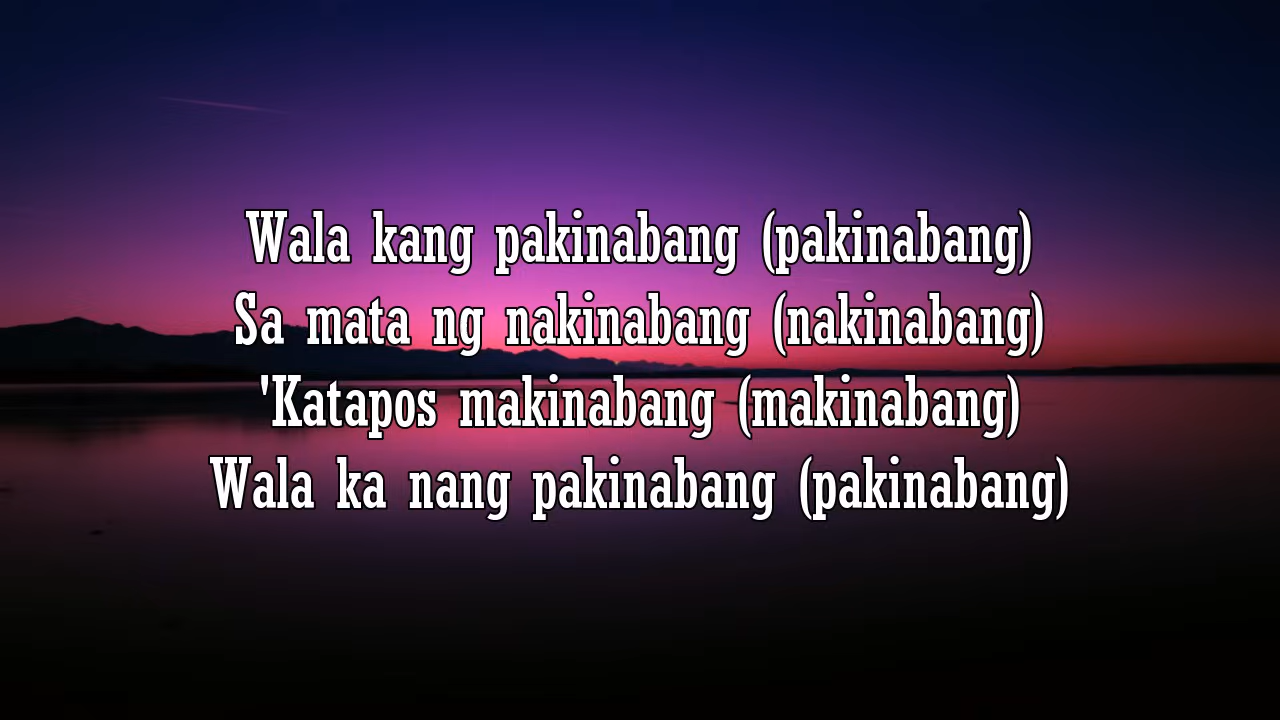 Wala kang pakinabang (pakinabang)
Sa mata ng nakinabang (nakinabang)
'Katapos makinabang (makinabang)
Wala ka nang pakinabang (pakinabang)